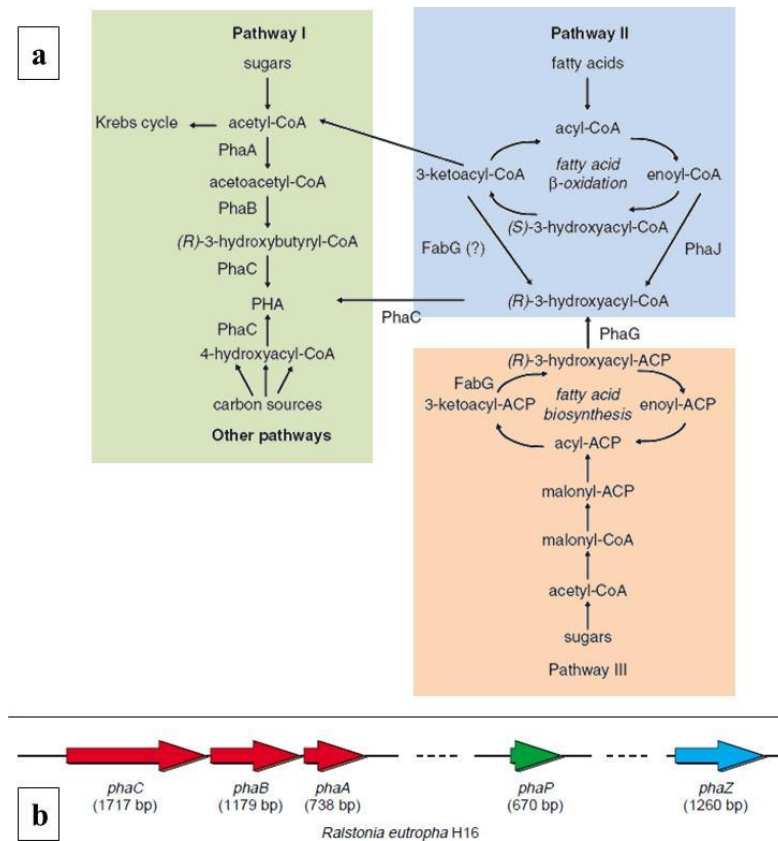 a
Pathway I
sugars
Krebs cycle
acetyl-CoA
PhaA
acetoacetyl-CoA
PhaB
(R)-3-hydroxybutyryl-CoA
PhaC
PHA
PhaC
4-hydroxyacyl-CoA
carbon sources
Other pathways
Pathway II
fatty acids
acyl-CoA
3-ketoacyl-CoA
fatty acid
β-oxidation
enoyl-CoA
(S)-3-hydroxyacyl-CoA
FabG (?)
PhaJ
(R)-3-hydroxyacyl-CoA
PhaC
PhaG
(R)-3-hydroxyacyl-ACP
FabG
3-ketoacyl-ACP
fatty acid
biosynthesis
enoyl-ACP
acyl-ACP
malonyl-ACP
malonyl-CoA
acetyl-CoA
sugars
Pathway III
b
phaC
(1717 bp)
phaB
(1179 bp)
phaA
(738 bp)
phaP
(670 bp)
phaZ
(1260 bp)
Ralstonia eutropha H16